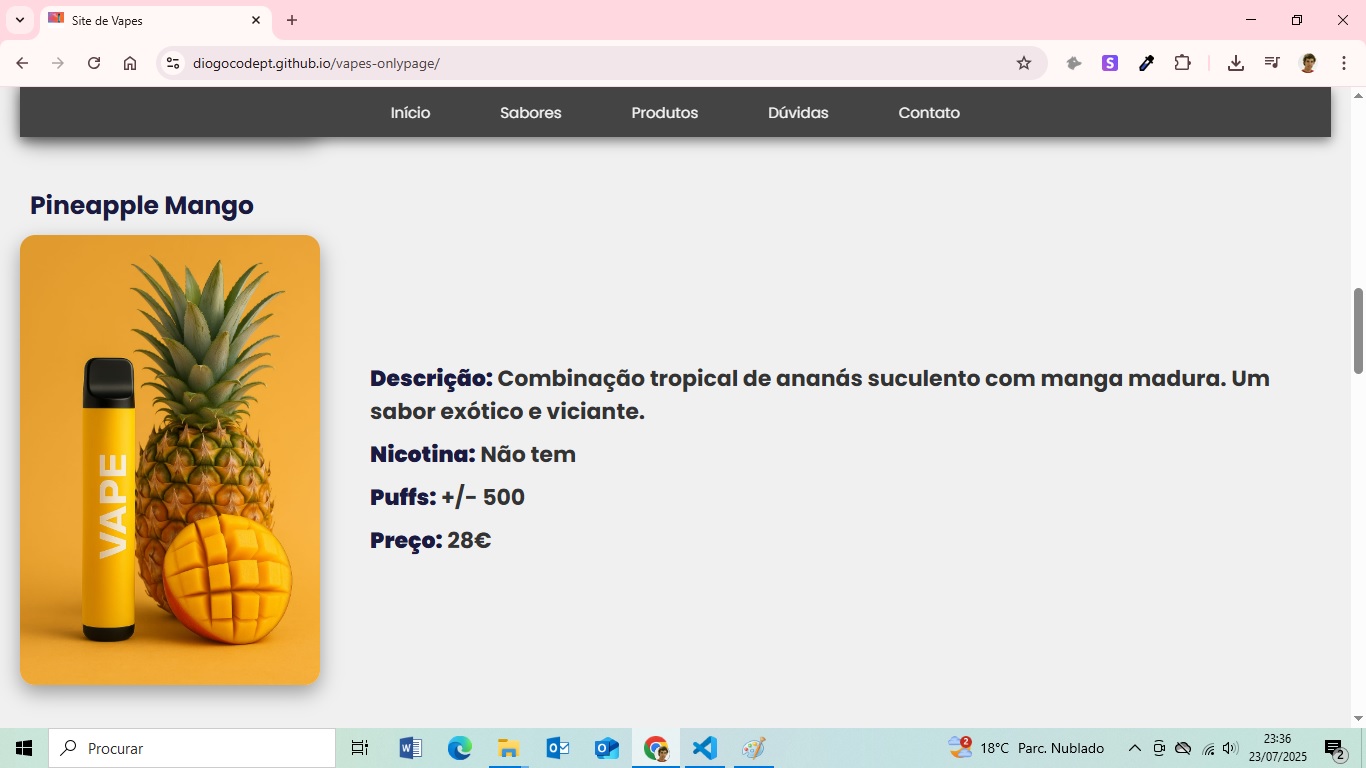 Site de Vapes
diogocodept.github.io/vapes-onlypage/
S
Início Sabores Produtos Dúvidas Contato
Pineapple Mango
VAPE
Descrição: Combinação tropical de ananás suculento com manga madura. Um
sabor exótico e viciante.
Nicotina: Não tem
Puffs: +/- 500
Preço: 28€
Procurar
2
18°C Parc. Nublado
23:36
23/07/2025
2